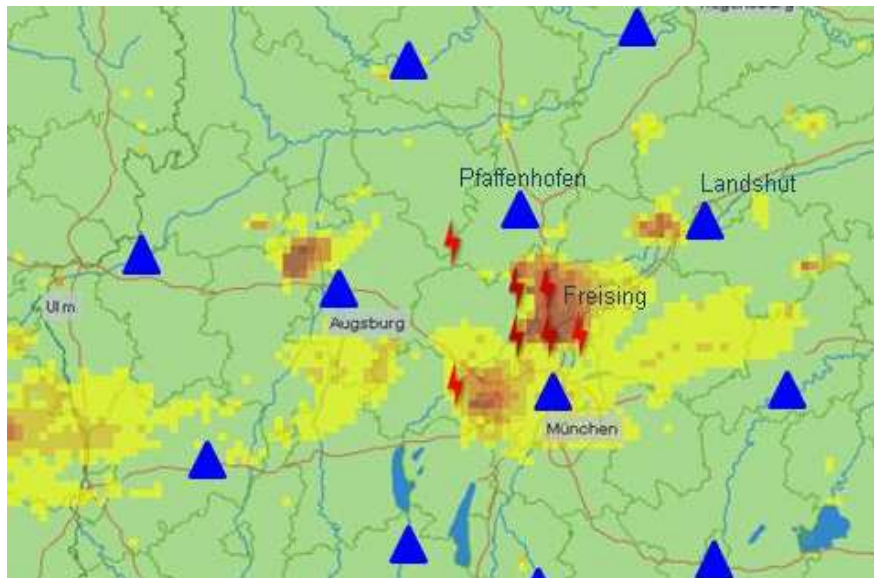 Pfaffenhofen
Landshut
Freising
Ulm
Augsburg
München